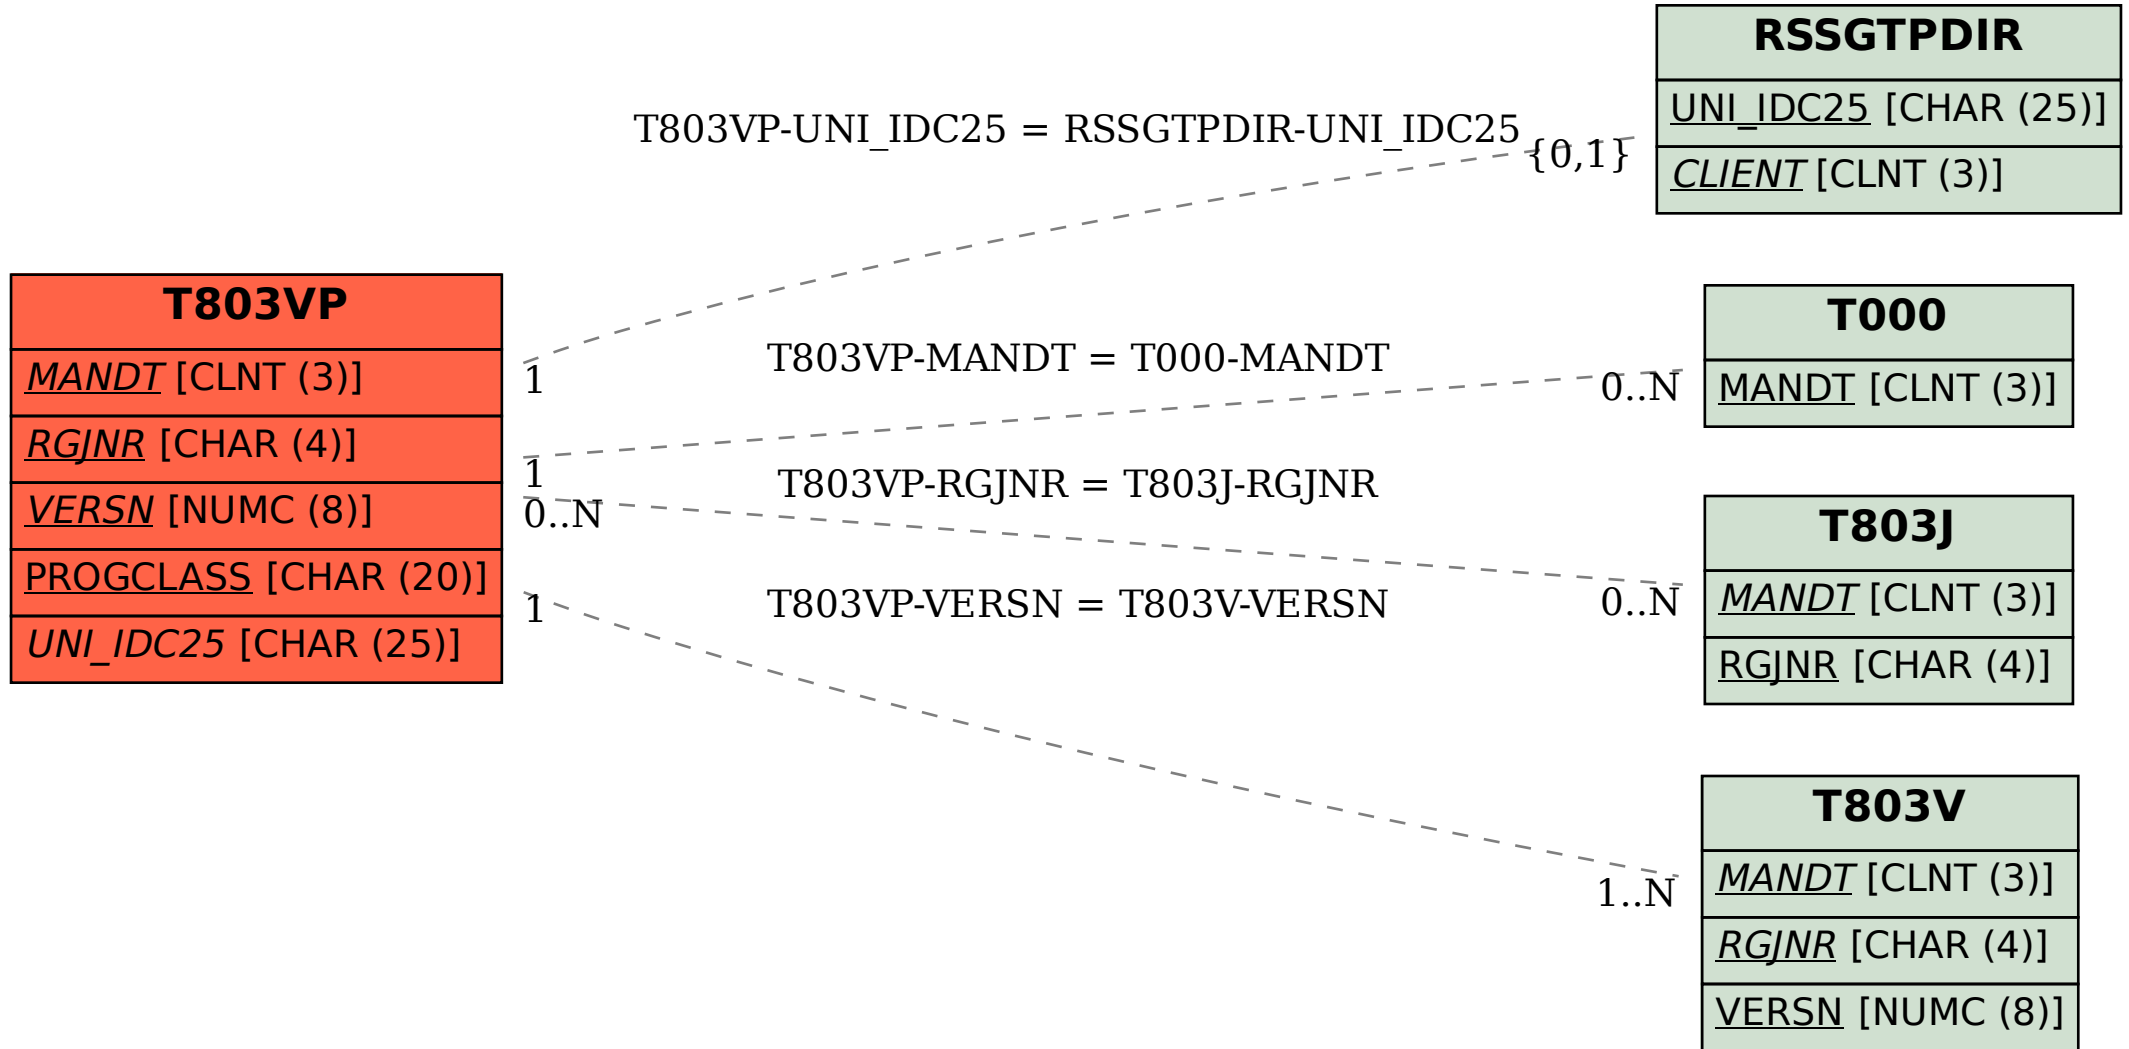 RSSGTPDIR
UNI_IDC25 [CHAR (25)]
CLIENT [CLNT (3)]
T803VP-UNI_IDC25 = RSSGTPDIR-UNI_IDC25
{0,1}
T803VP
MANDT [CLNT (3)]
RGJNR [CHAR (4)]
VERSN [NUMC (8)]
PROGCLASS [CHAR (20)]
UNI_IDC25 [CHAR (25)]
1
T803VP-MANDT = T000-MANDT
0..N
1
T000
MANDT [CLNT (3)]
T803VP-RGJNR = T803J-RGJNR
0..N
0..N
T803J
MANDT [CLNT (3)]
RGJNR [CHAR (4)]
T803VP-VERSN = T803V-VERSN
1
1..N
T803V
MANDT [CLNT (3)]
RGJNR [CHAR (4)]
VERSN [NUMC (8)]